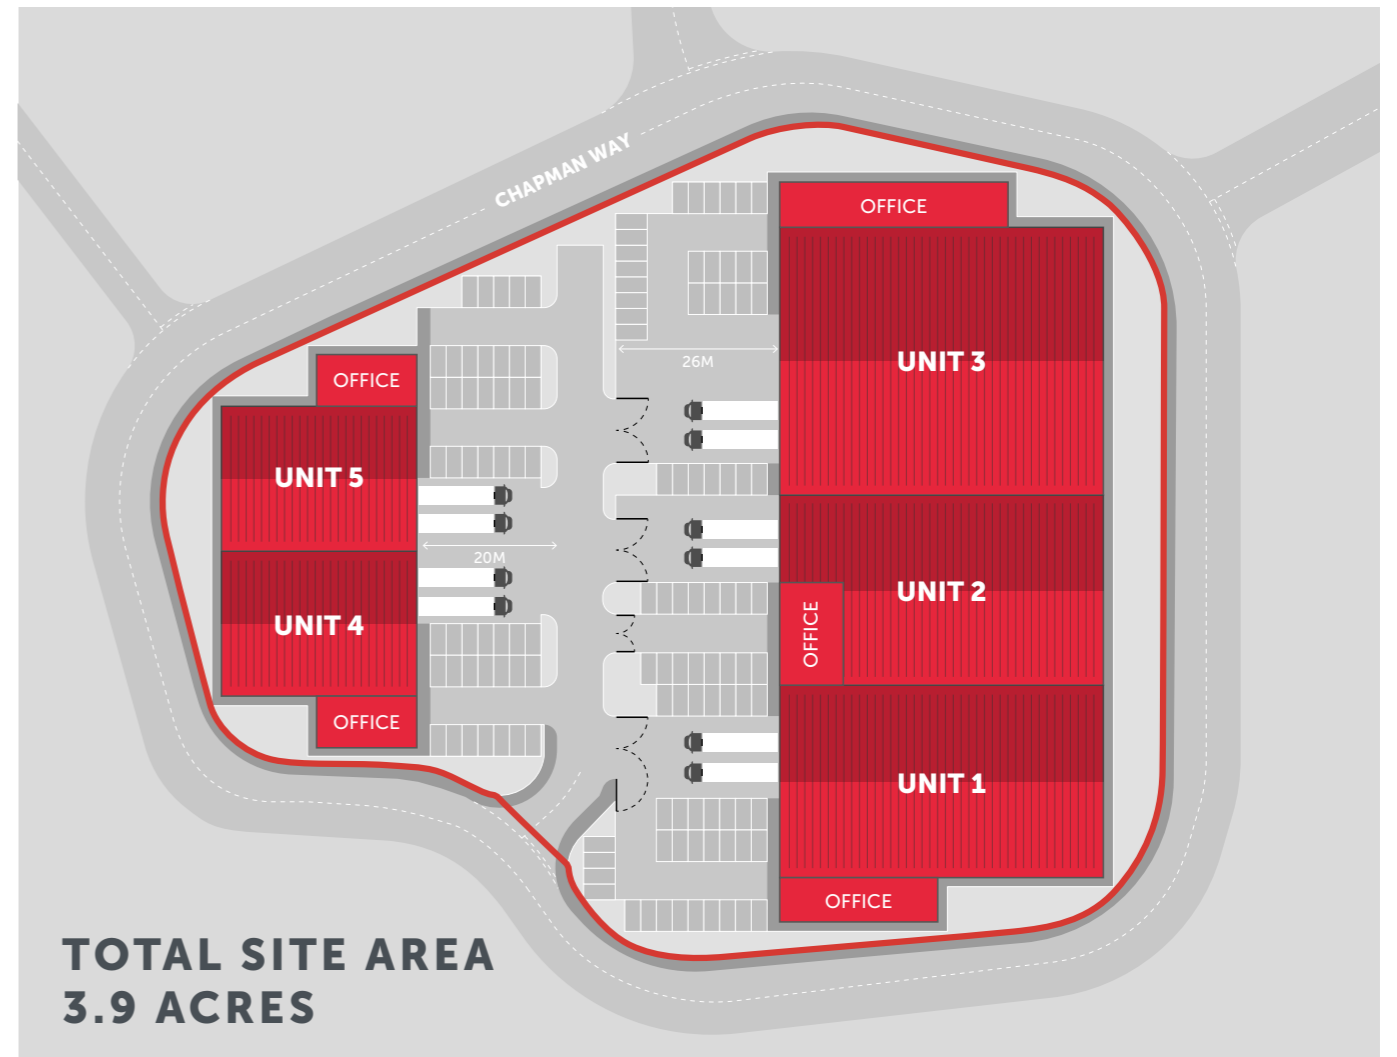 CHAPMAN WAY
OFFICE
UNIT 3
26M
OFFICE
UNIT 5
20M
UNIT 4
OFFICE
UNIT 2
OFFICE
UNIT 1
OFFICE
TOTAL SITE AREA
3.9 ACRES